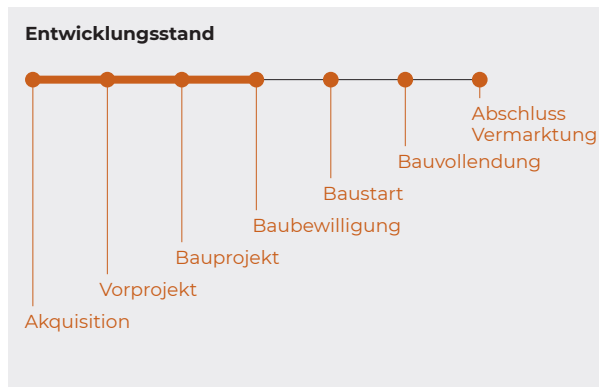 Entwicklungsstand
Abschluss
Vermarktung
Bauvollendung
Baustart
Baubewilligung
Bauprojekt
Vorprojekt
Akquisition